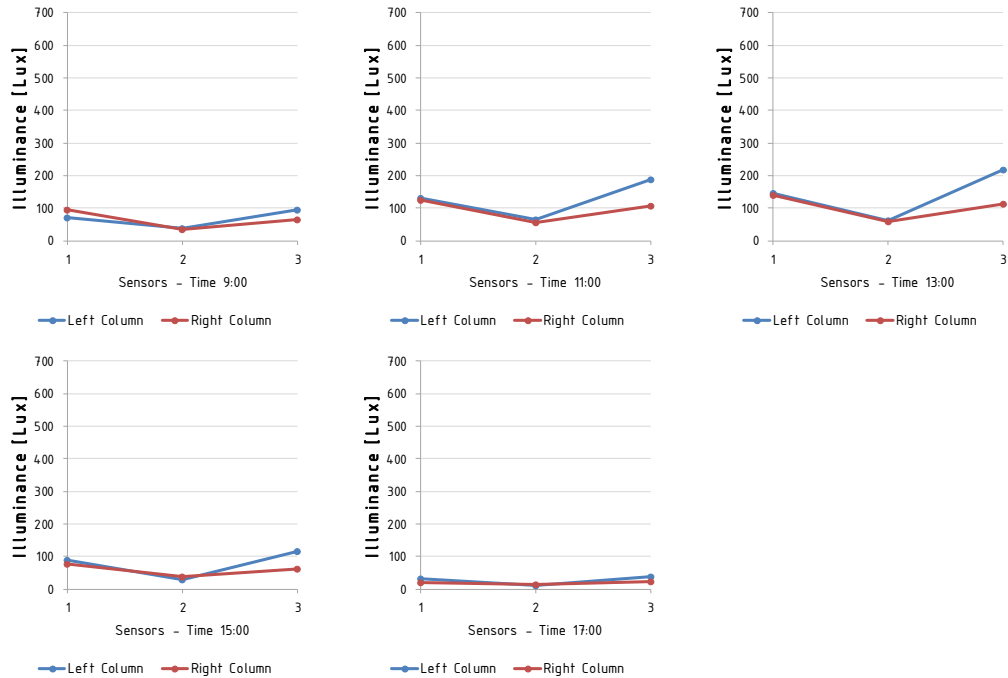 Illuminance [Lux]
700
600
500
400
300
200
100
0
1 2 3
Sensors - Time 9:00
Left Column Right Column
Illuminance [Lux]
700
600
500
400
300
200
100
0
1 2 3
Sensors - Time 11:00
Left Column Right Column
Illuminance [Lux]
700
600
500
400
300
200
100
0
1 2 3
Sensors - Time 13:00
Left Column Right Column
Illuminance [Lux]
700
600
500
400
300
200
100
0
1 2 3
Sensors - Time 15:00
Left Column Right Column
Illuminance [Lux]
700
600
500
400
300
200
100
0
1 2 3
Sensors - Time 17:00
Left Column Right Column